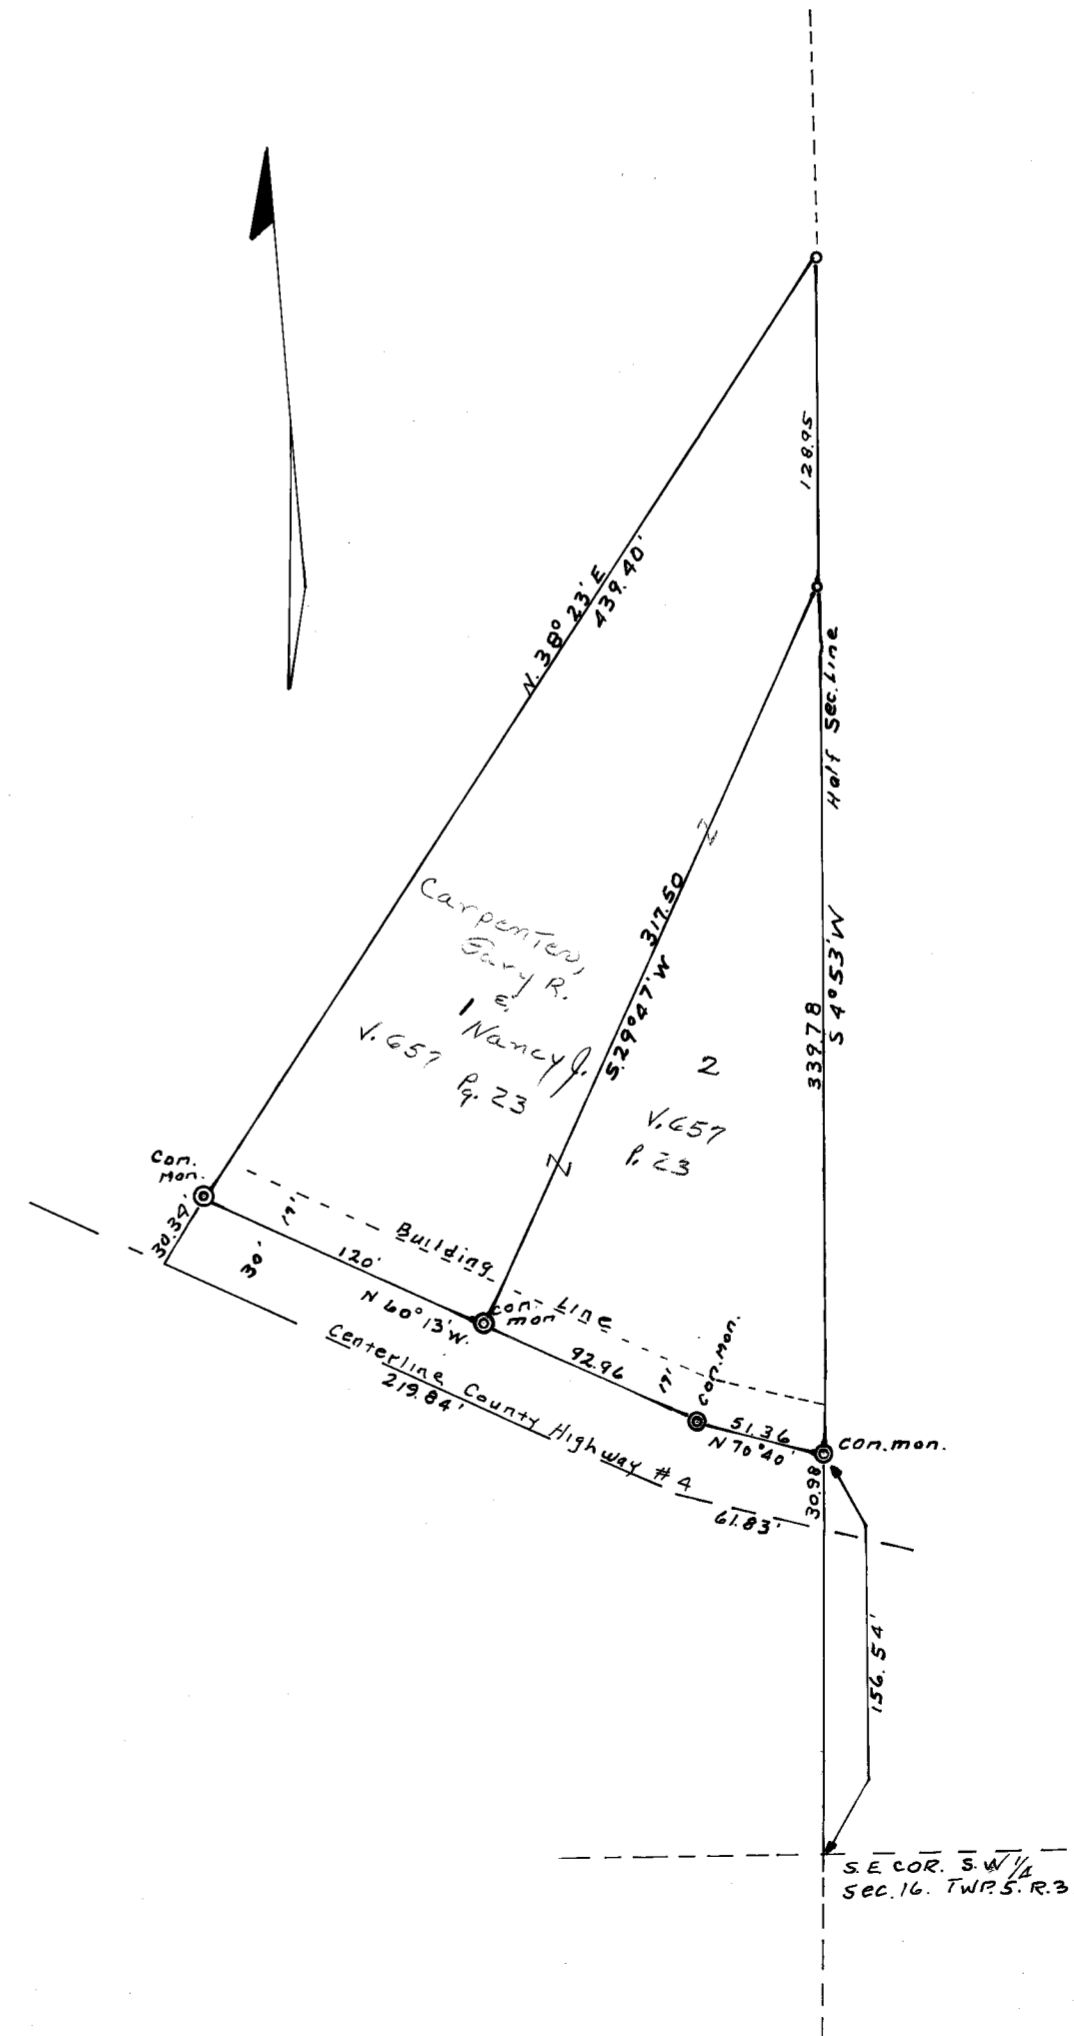 128.95
N. 38° 23' E
439.40'
Half Sec. Line
S 4° 53' W
339.78
S. 29° 47' W 317.50
Carpenter,
Gary R.
&
1 Nancy J.
V. 657 Pg. 23
2
V. 657
P. 23
Con.
Mon.
30.34'
30'
19'
Building Line
120'
N 60° 13' W.
con.
mon
92.96
19'
con. mon.
51.36
N 70° 40'
con. mon.
30.98
Centerline County Highway # 4
219.84'
61.83'
156.54'
S. E COR. S. W 1/4
Sec. 16. TWP. 5. R. 3